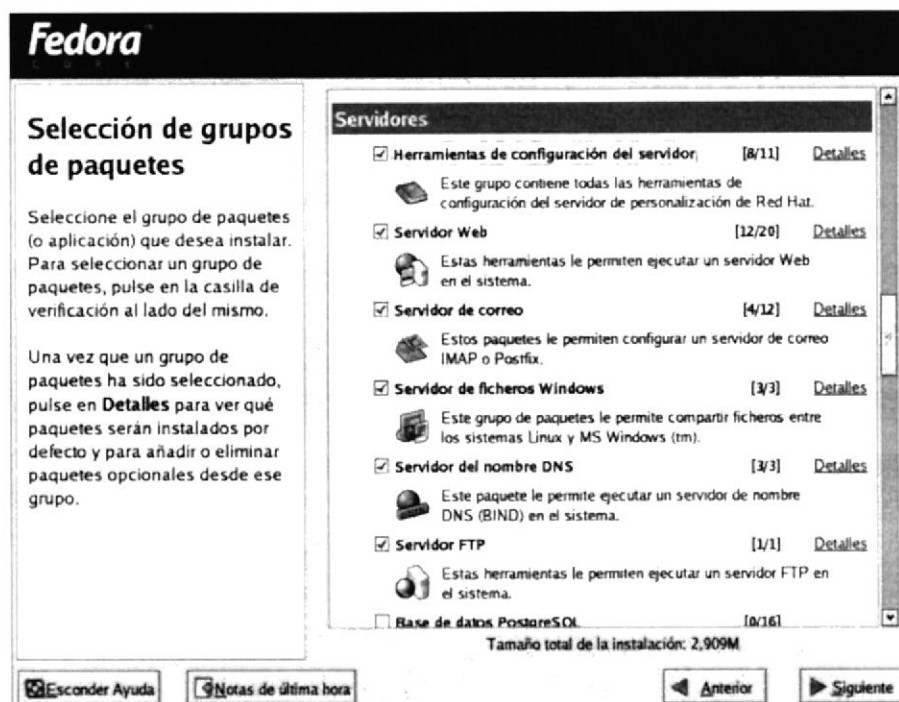 Fedora
CORE
Selección de grupos
de paquetes
Seleccione el grupo de paquetes
(o aplicación) que desea instalar.
Para seleccionar un grupo de
paquetes, pulse en la casilla de
verificación al lado del mismo.
Una vez que un grupo de
paquetes ha sido seleccionado,
pulse en Detalles para ver qué
paquetes serán instalados por
defecto y para añadir o eliminar
paquetes opcionales desde ese
grupo.
Servidores
Herramientas de configuración del servidor [8/11] Detalles
Este grupo contiene todas las herramientas de
configuración del servidor de personalización de Red Hat.
Servidor Web [12/20] Detalles
Estas herramientas le permiten ejecutar un servidor Web
en el sistema.
Servidor de correo [4/12] Detalles
Estos paquetes le permiten configurar un servidor de correo
IMAP o Postfix.
Servidor de ficheros Windows [3/3] Detalles
Este grupo de paquetes le permite compartir ficheros entre
los sistemas Linux y MS Windows (tm).
Servidor del nombre DNS [3/3] Detalles
Este paquete le permite ejecutar un servidor de nombre
DNS (BIND) en el sistema.
Servidor FTP [1/1] Detalles
Estas herramientas le permiten ejecutar un servidor FTP en
el sistema.
Base de datos PostgreSQL [0/16]
Tamaño total de la instalación: 2,909M
Esconder Ayuda
Notas de última hora
Anterior
Siguiente